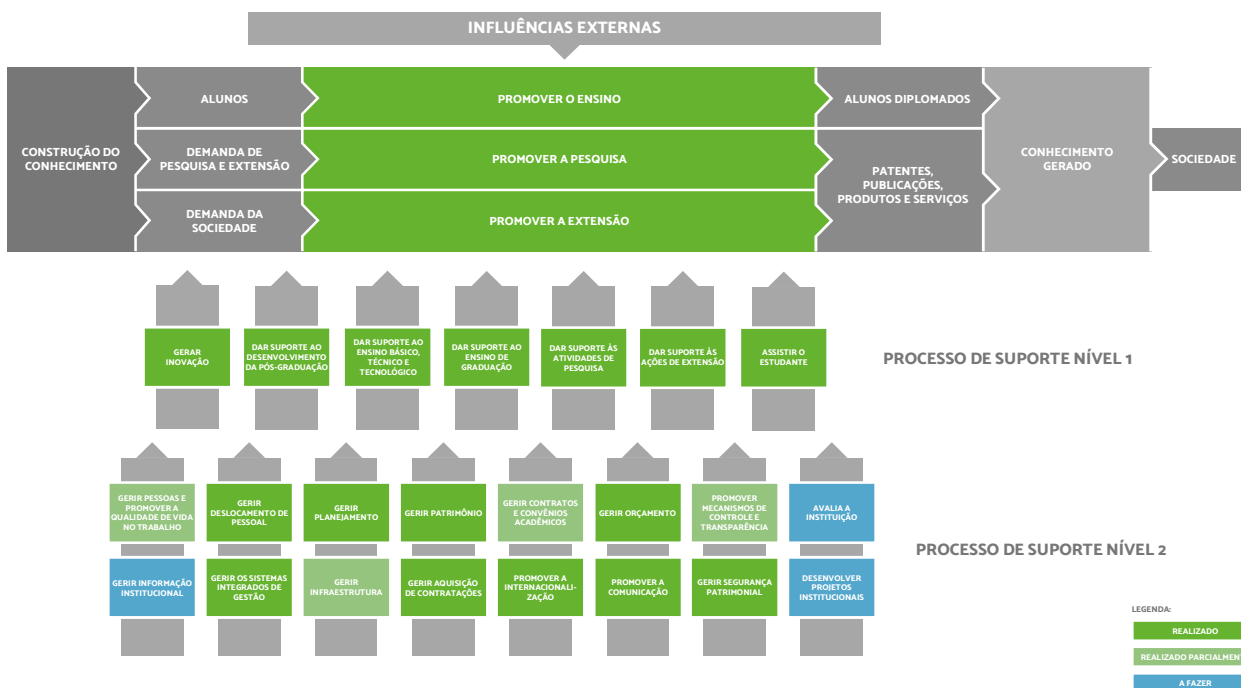 INFLUÊNCIAS EXTERNAS
CONSTRUÇÃO DO
CONHECIMENTO
ALUNOS
PROMOVER O ENSINO
ALUNOS DIPLOMADOS
DEMANDA DE
PESQUISA E EXTENSÃO
PROMOVER A PESQUISA
DEMANDA DA
SOCIEDADE
PROMOVER A EXTENSÃO
PATENTES,
PUBLICAÇÕES,
PRODUTOS E SERVIÇOS
CONHECIMENTO
GERADO
SOCIEDADE
GERAR
INOVAÇÃO
DAR SUPORTE AO
DESENVOLVIMENTO
DA PÓS-GRADUAÇÃO
DAR SUPORTE AO
ENSINO BÁSICO,
TÉCNICO E
TECNOLÓGICO
DAR SUPORTE AO
ENSINO DE
GRADUAÇÃO
DAR SUPORTE ÀS
ATIVIDADES DE
PESQUISA
DAR SUPORTE ÀS
AÇÕES DE EXTENSÃO
ASSISTIR O
ESTUDANTE
PROCESSO DE SUPORTE NÍVEL 1
GERIR PESSOAS E
PROMOVER A
QUALIDADE DE VIDA
NO TRABALHO
GERIR
DESLOCAMENTO DE
PESSOAL
GERIR
PLANEJAMENTO
GERIR PATRIMÔNIO
GERIR CONTRATOS
E CONVÊNIOS
ACADÊMICOS
GERIR ORÇAMENTO
PROMOVER
MECANISMOS DE
CONTROLE E
TRANSPARÊNCIA
AVALIA A
INSTITUIÇÃO
PROCESSO DE SUPORTE NÍVEL 2
GERIR INFORMAÇÃO
INSTITUCIONAL
GERIR OS SISTEMAS
INTEGRADOS DE
GESTÃO
GERIR
INFRAESTRUTURA
GERIR AQUISIÇÃO
DE CONTRATAÇÕES
PROMOVER A
INTERNACIONALI-
ZAÇÃO
PROMOVER A
COMUNICAÇÃO
GERIR SEGURANÇA
PATRIMONIAL
DESENVOLVER
PROJETOS
INSTITUCIONAIS
LEGENDA:
REALIZADO
REALIZADO PARCIALMENT
A FAZER